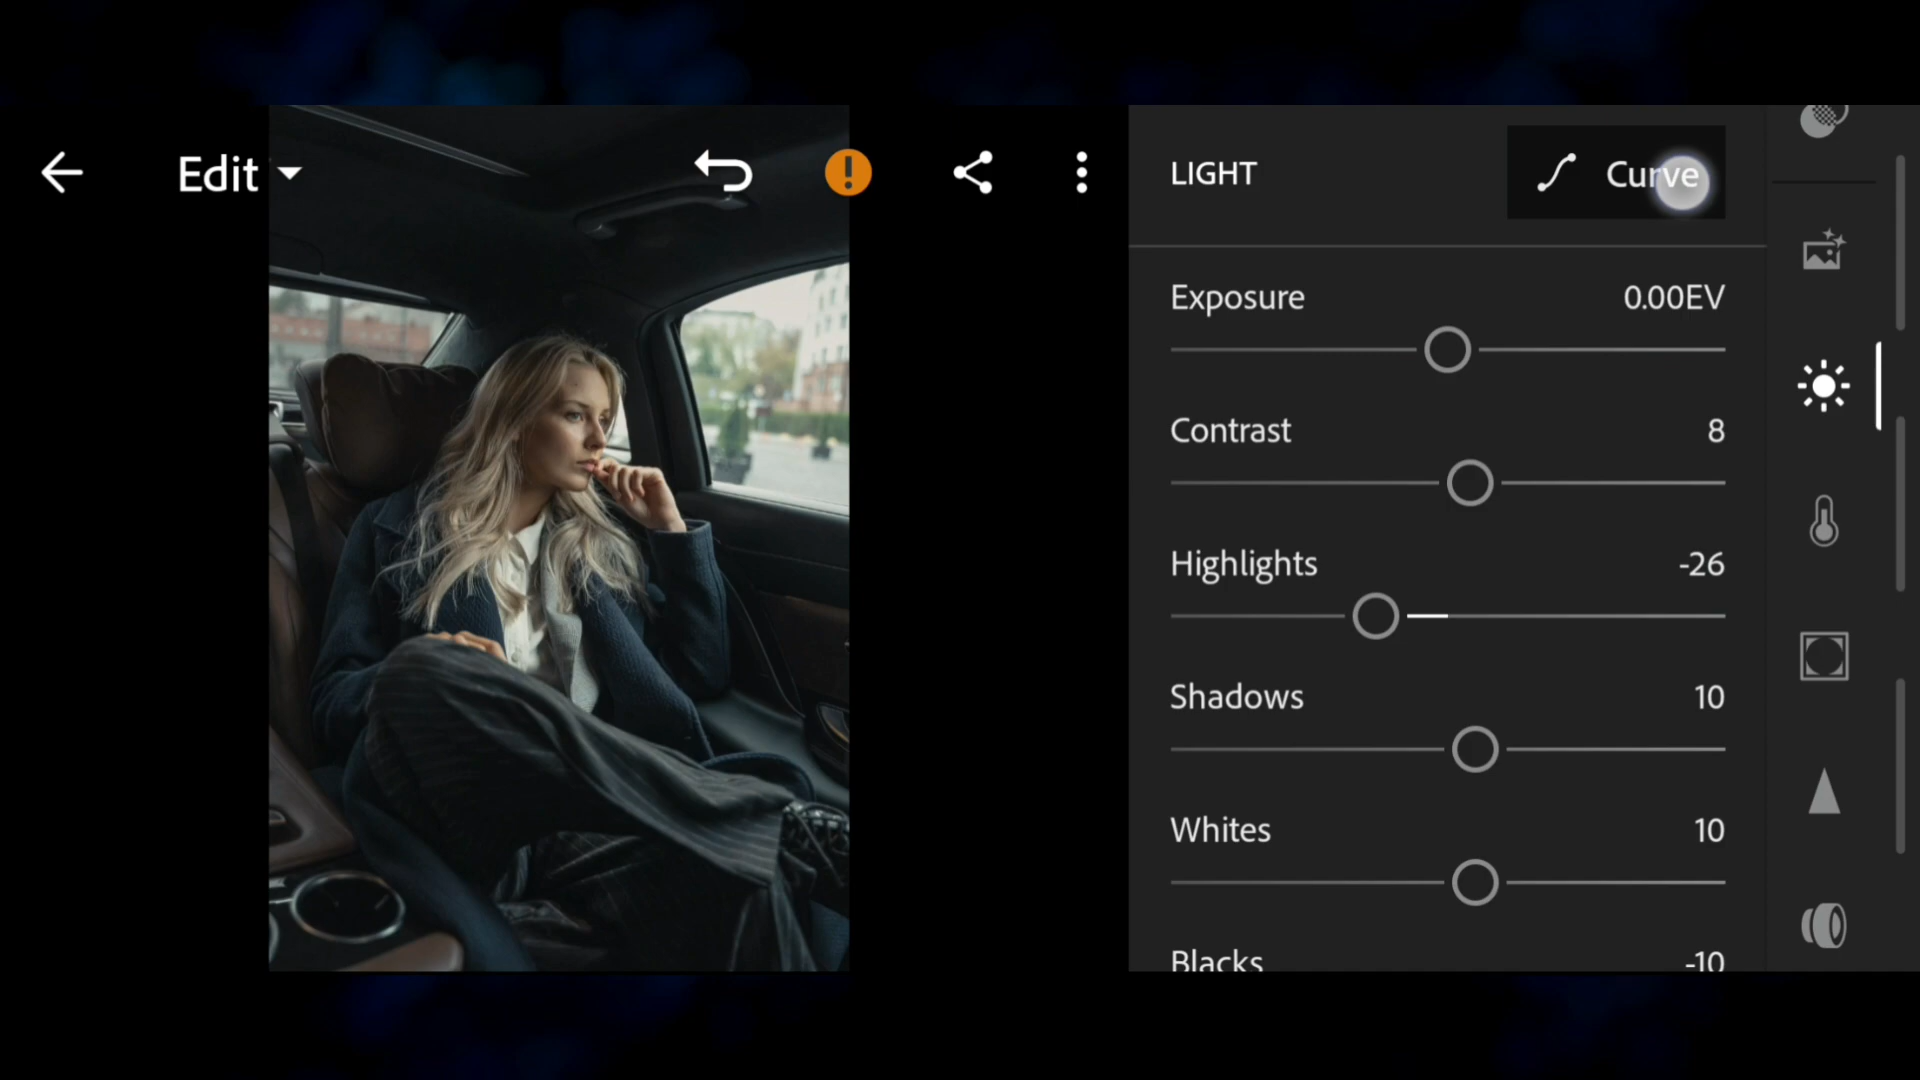 Edit
LIGHT
Curve
Exposure 0.00EV
Contrast 8
Highlights -26
Shadows 10
Whites 10
Blacks -10